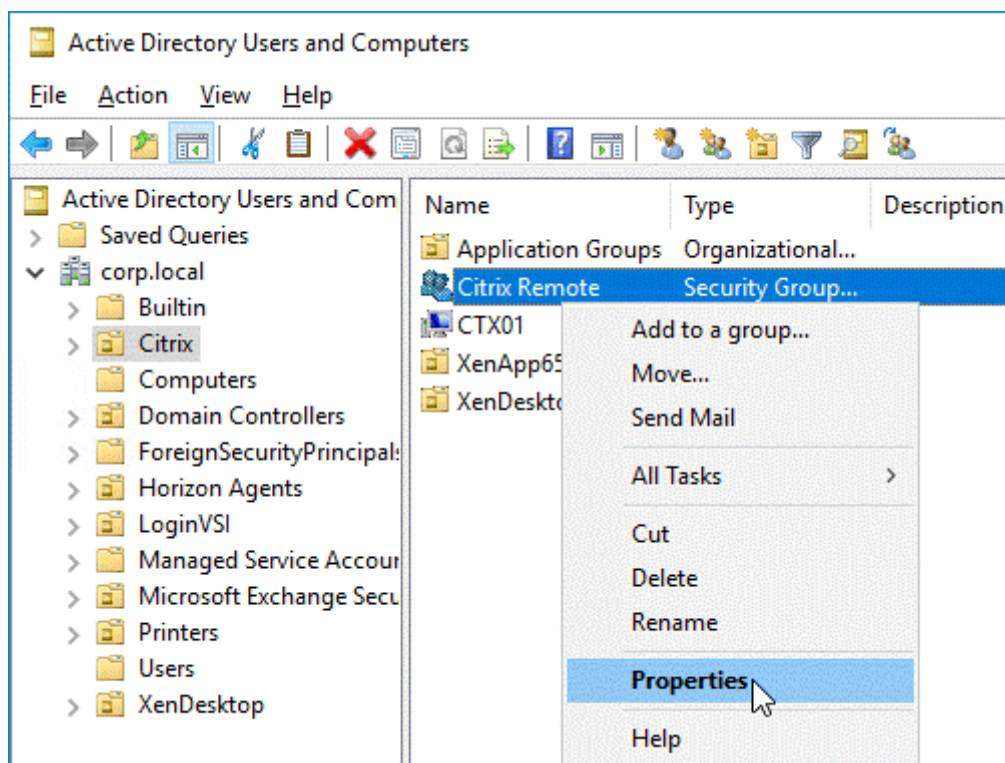 Active Directory Users and Computers
File Action View Help
Active Directory Users and Com
Saved Queries
corp.local
Builtin
Citrix
Computers
Domain Controllers
ForeignSecurityPrincipals
Horizon Agents
LoginVSI
Managed Service Accour
Microsoft Exchange Secu
Printers
Users
XenDesktop
Name Type Description
Application Groups Organizational...
Citrix Remote Security Group...
CTX01
XenApp65
XenDeskto
Add to a group...
Move...
Send Mail
All Tasks
Cut
Delete
Rename
Properties
Help